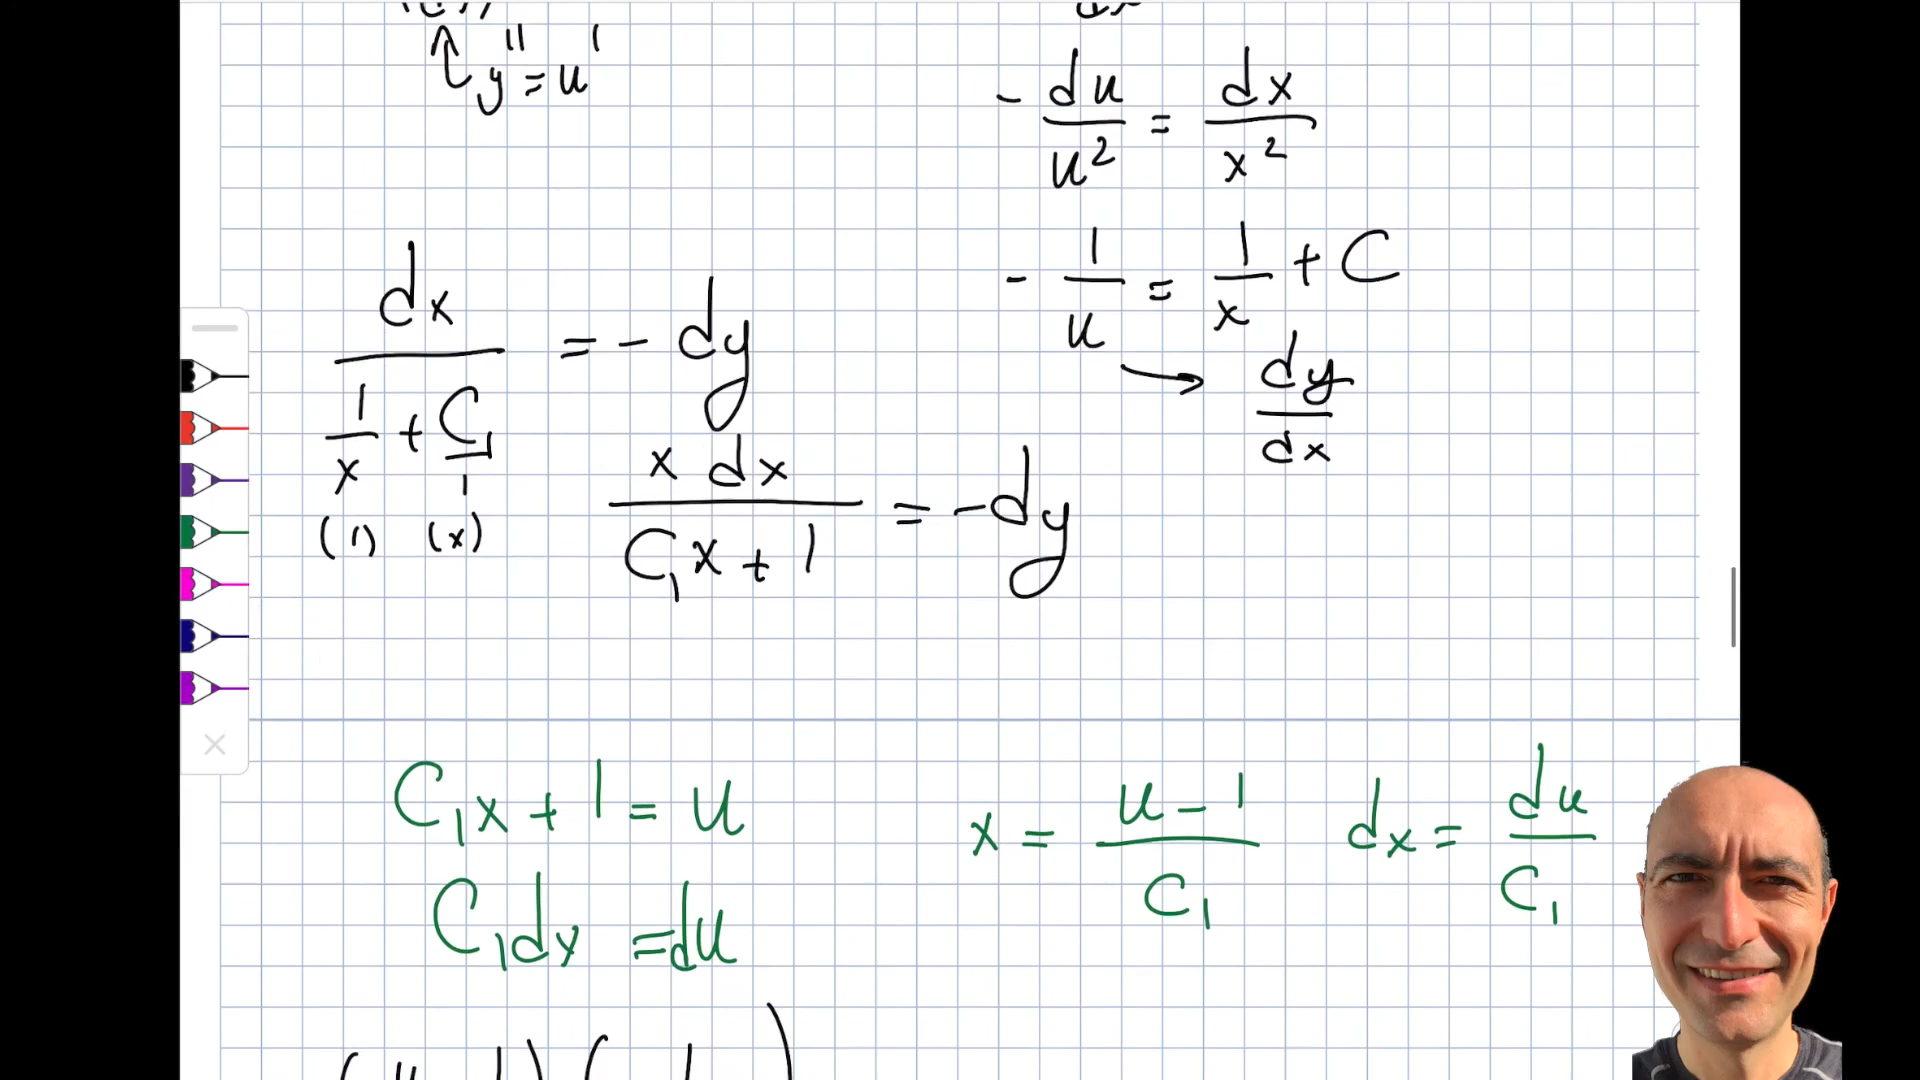 y'' = u'
- du/u² = dx/x²
- 1/u = 1/x + C
→ dy/dx
dx / (1/x + C₁/1) = - dy
(1) (x)
x dx / (C₁x + 1) = - dy
C₁x + 1 = u
x = (u - 1)/C₁ dx = du/C₁
C₁dx = du